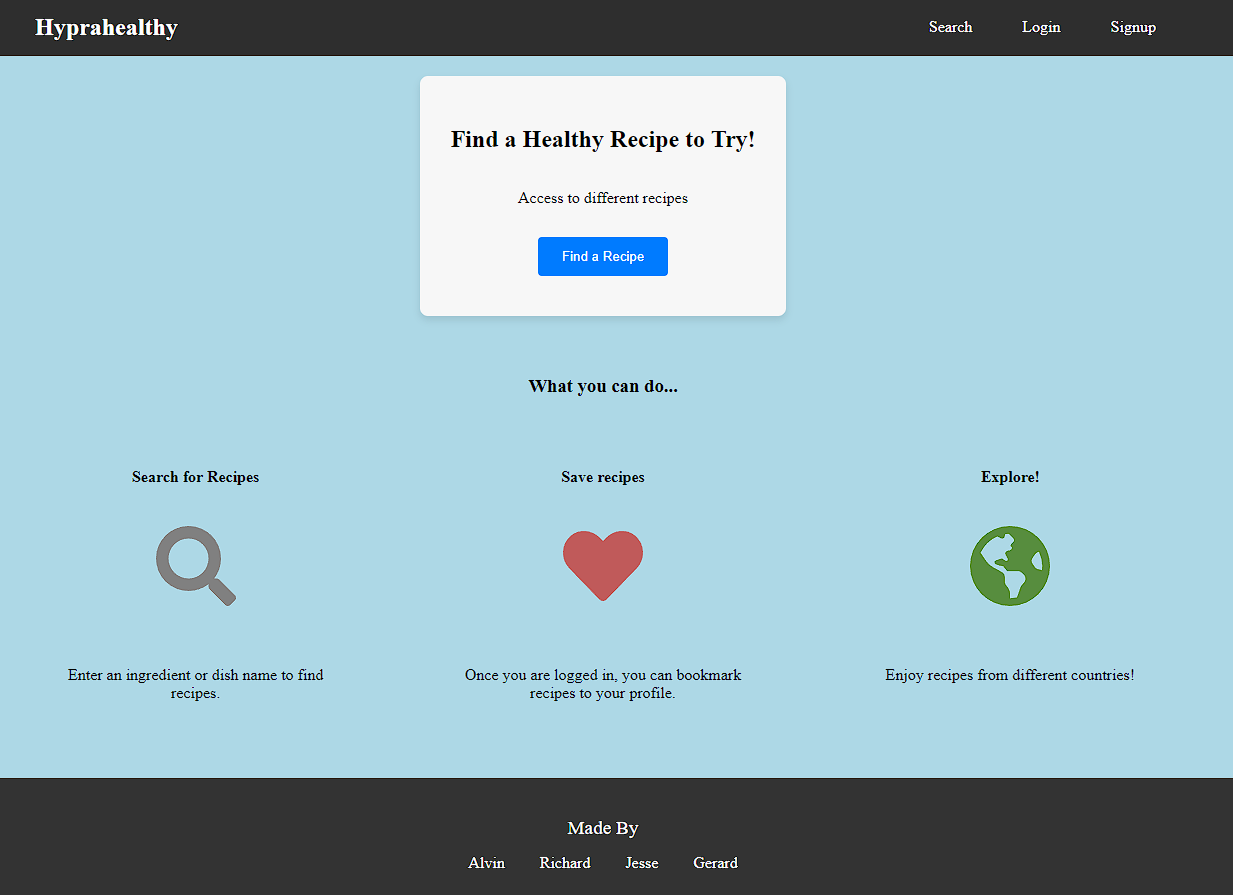 Hyprahealthy
Search Login Signup
Find a Healthy Recipe to Try!
Access to different recipes
Find a Recipe
What you can do...
Search for Recipes
Enter an ingredient or dish name to find
recipes.
Save recipes
Once you are logged in, you can bookmark
recipes to your profile.
Explore!
Enjoy recipes from different countries!
Made By
Alvin Richard Jesse Gerard